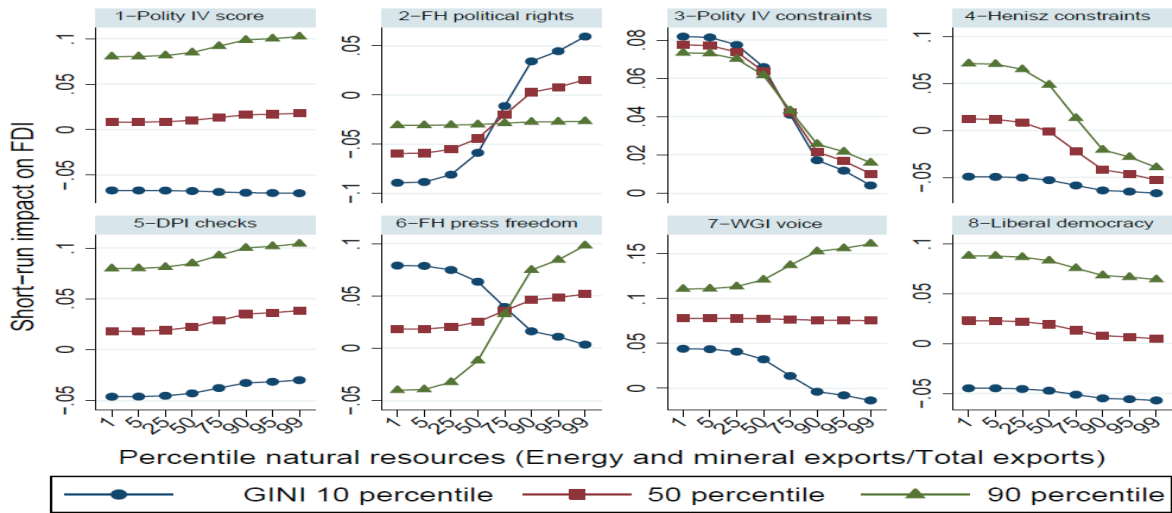 1-Polity IV score 2-FH political rights 3-Polity IV constraints 4-Henisz constraints
.1 .05 0 -.05
.05 0 -.05 -.1
.08 .06 .04 .02 0
.1 .05 0 -.05
5-DPI checks 6-FH press freedom 7-WGI voice 8-Liberal democracy
.1 .05 0 -.05
.1 .05 0 -.05
.15 .1 .05 0
.1 .05 0 -.05
Short-run impact on FDI
1 5 25 50 75 90 95 99 1 5 25 50 75 90 95 99 1 5 25 50 75 90 95 99 1 5 25 50 75 90 95 99
Percentile natural resources (Energy and mineral exports/Total exports)
GINI 10 percentile 50 percentile 90 percentile